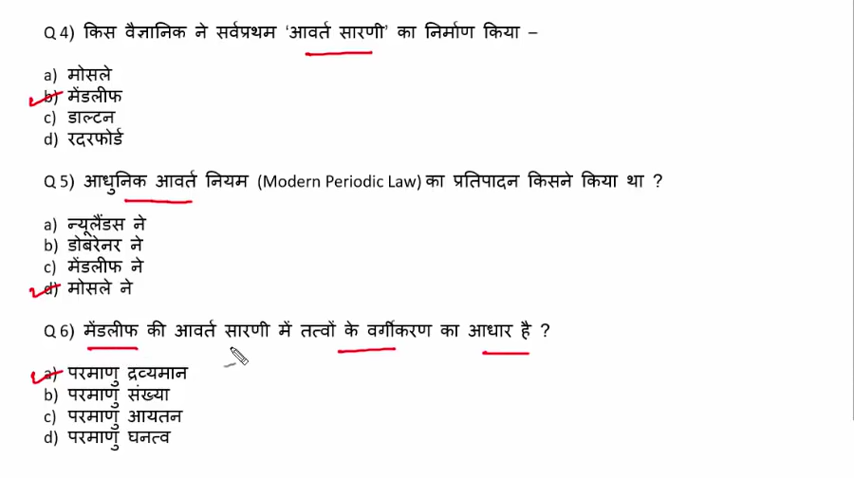 Q 4) किस वैज्ञानिक ने सर्वप्रथम ‘आवर्त सारणी’ का निर्माण किया –
a) मोसले
b) मेंडलीफ
c) डाल्टन
d) रदरफोर्ड
Q 5) आधुनिक आवर्त नियम (Modern Periodic Law) का प्रतिपादन किसने किया था ?
a) न्यूलैंडस ने
b) डोबरेनर ने
c) मेंडलीफ ने
d) मोसले ने
Q 6) मेंडलीफ की आवर्त सारणी में तत्वों के वर्गीकरण का आधार है ?
a) परमाणु द्रव्यमान
b) परमाणु संख्या
c) परमाणु आयतन
d) परमाणु घनत्व